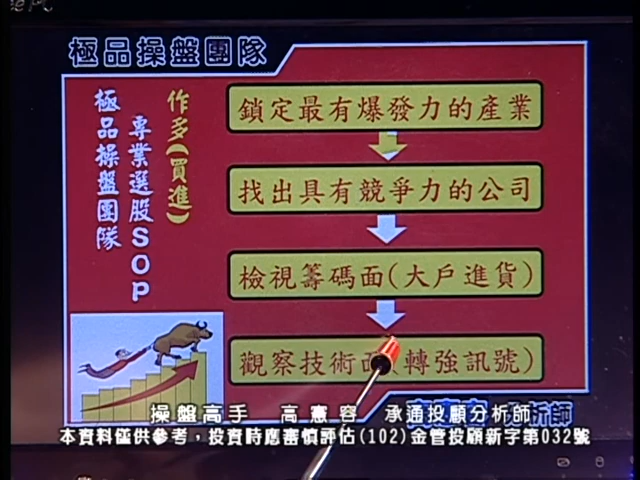 極品操盤團隊
作多(買進)
專業選股SOP
極品操盤團隊
鎖定最有爆發力的產業
找出具有競爭力的公司
檢視籌碼面(大戶進貨)
觀察技術面(轉強訊號)
操盤高手 高憲容 承通投顧分析師
本資料僅供參考，投資時應審慎評估(102)金管投顧新字第032號